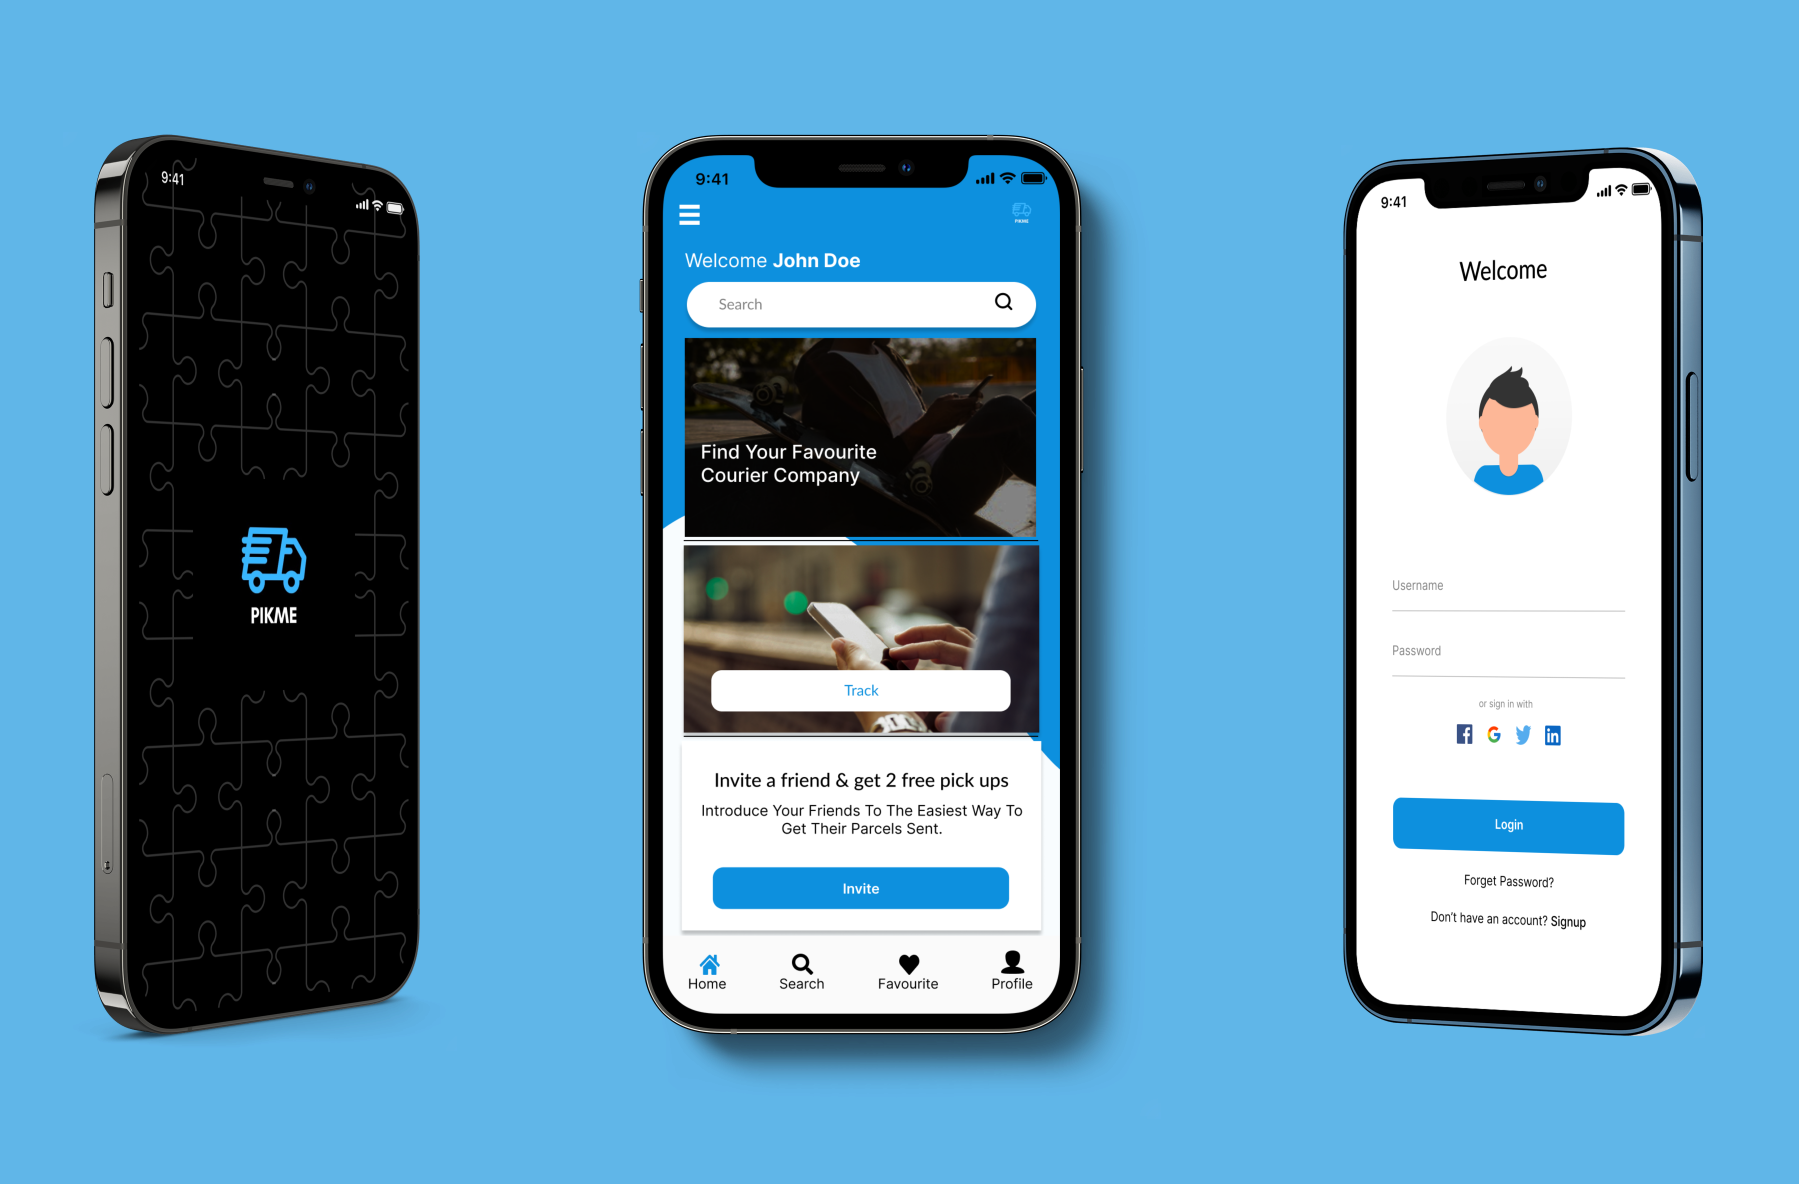 9:41
PIKME
9:41
PIKME
Welcome John Doe
Search
Find Your Favourite
Courier Company
Track
Invite a friend & get 2 free pick ups
Introduce Your Friends To The Easiest Way To
Get Their Parcels Sent.
Invite
Home Search Favourite Profile
9:41
Welcome
Username
Password
or sign in with
f G in
Login
Forget Password?
Don't have an account? Signup